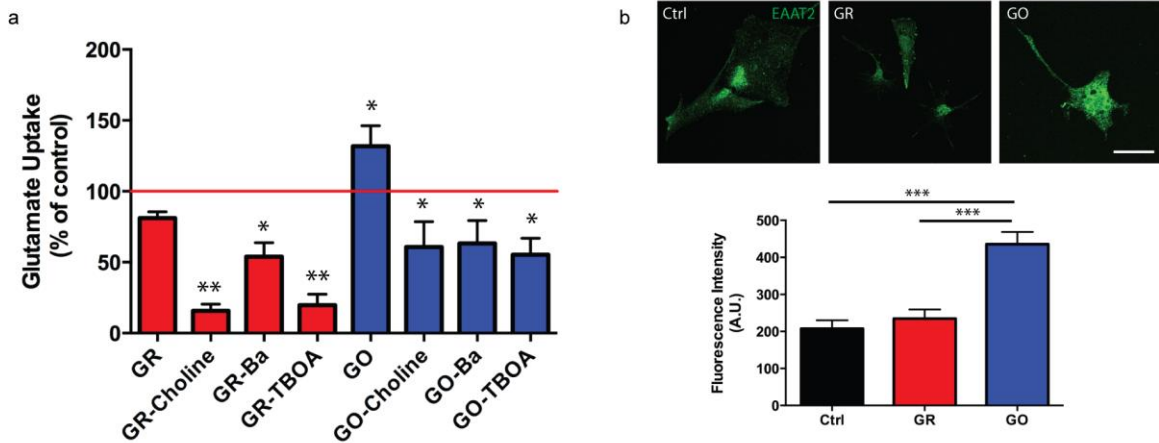 a
Glutamate Uptake
(% of control)
200
150
100
50
0
**
*
**
*
*
*
*
GR
GR-Choline
GR-Ba
GR-TBOA
GO
GO-Choline
GO-Ba
GO-TBOA
b
Ctrl
EAAT2
GR
GO
Fluorescence Intensity
(A.U.)
500
400
300
200
100
0
***
***
Ctrl
GR
GO